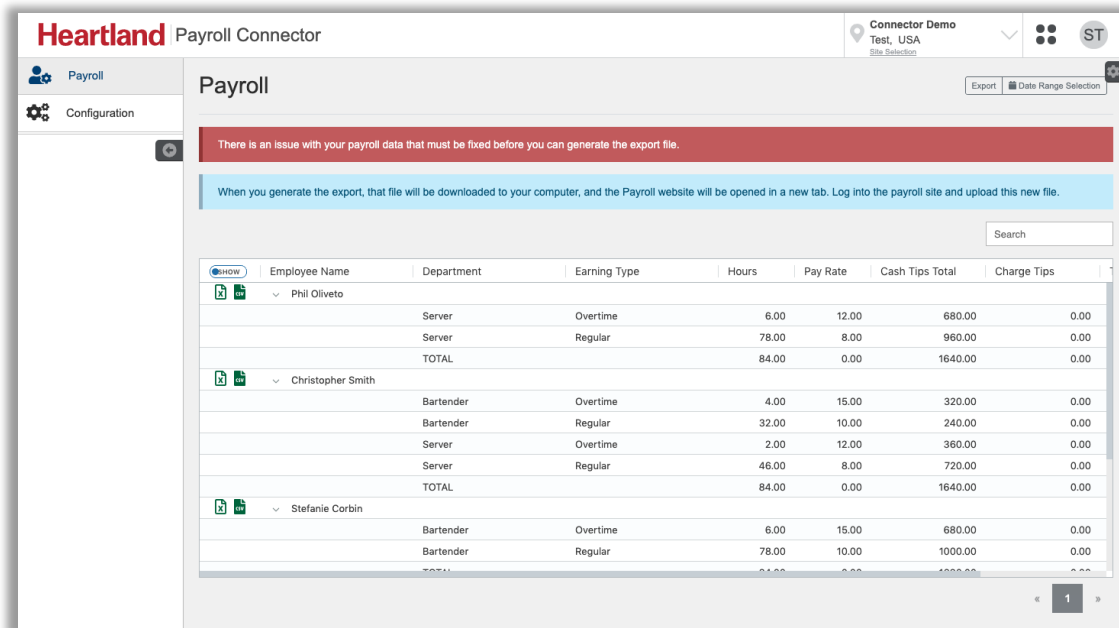 Heartland Payroll Connector
Connector Demo
Test, USA
Site Selection
ST
Payroll
Configuration
Payroll
Export Date Range Selection
There is an issue with your payroll data that must be fixed before you can generate the export file.
When you generate the export, that file will be downloaded to your computer, and the Payroll website will be opened in a new tab. Log into the payroll site and upload this new file.
Search
SHOW Employee Name Department Earning Type Hours Pay Rate Cash Tips Total Charge Tips
Phil Oliveto
Server Overtime 6.00 12.00 680.00 0.00
Server Regular 78.00 8.00 960.00 0.00
TOTAL 84.00 0.00 1640.00 0.00
Christopher Smith
Bartender Overtime 4.00 15.00 320.00 0.00
Bartender Regular 32.00 10.00 240.00 0.00
Server Overtime 2.00 12.00 360.00 0.00
Server Regular 46.00 8.00 720.00 0.00
TOTAL 84.00 0.00 1640.00 0.00
Stefanie Corbin
Bartender Overtime 6.00 15.00 680.00 0.00
Bartender Regular 78.00 10.00 1000.00 0.00
« 1 »